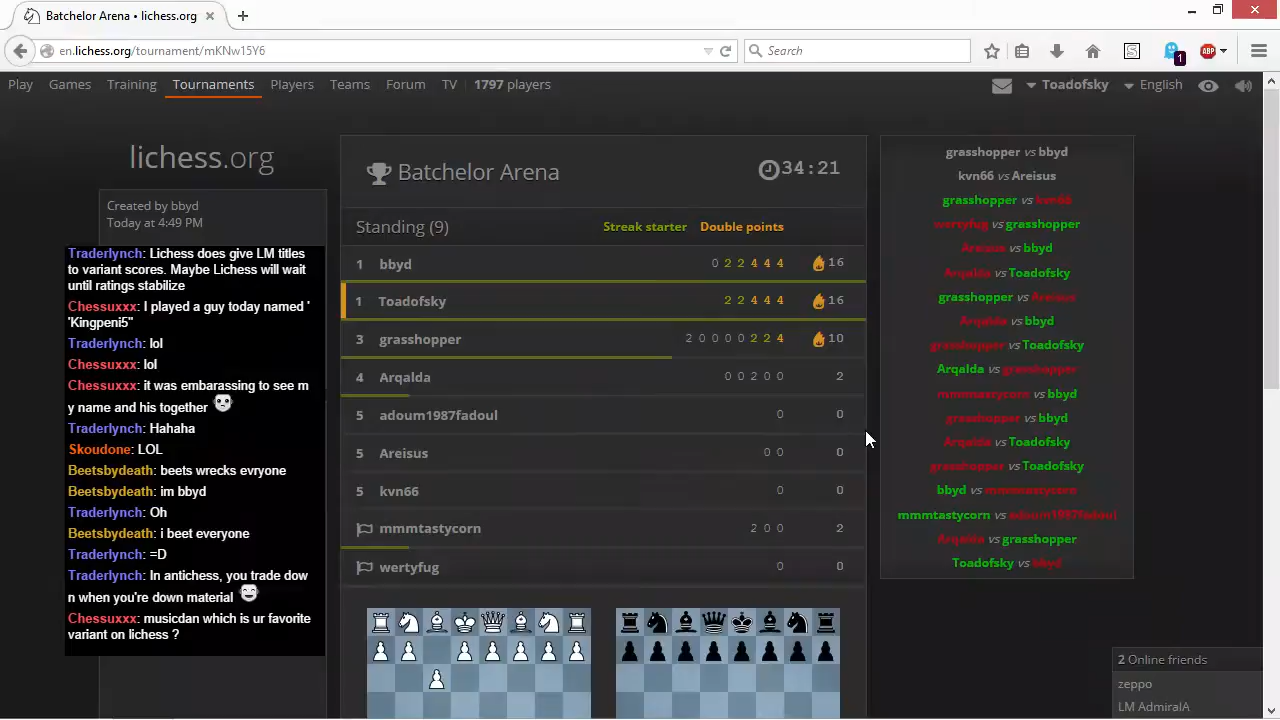 Batchelor Arena • lichess.org
en.lichess.org/tournament/mKNw15Y6
Search
1
ABP
S
Play Games Training Tournaments Players Teams Forum TV 1797 players
Toadofsky English
lichess.org
Created by bbyd
Today at 4:49 PM
Traderlynch: Lichess does give LM titles
to variant scores. Maybe Lichess will wait
until ratings stabilize
Chessuxxx: I played a guy today named '
'Kingpeni5"
Traderlynch: lol
Chessuxxx: lol
Chessuxxx: it was embarassing to see m
y name and his together
Traderlynch: Hahaha
Skoudone: LOL
Beetsbydeath: beets wrecks evryone
Beetsbydeath: im bbyd
Traderlynch: Oh
Beetsbydeath: i beet everyone
Traderlynch: =D
Traderlynch: In antichess, you trade dow
n when you're down material
Chessuxxx: musicdan which is ur favorite
variant on lichess ?
Batchelor Arena 34:21
Standing (9) Streak starter Double points
1 bbyd 0 2 2 4 4 4 16
1 Toadofsky 2 2 4 4 4 16
3 grasshopper 2 0 0 0 0 2 2 4 10
4 Arqalda 0 0 2 0 0 2
5 adoum1987fadoul 0 0
5 Areisus 0 0 0
5 kvn66 0 0
mmmtastycorn 2 0 0 2
wertyfug 0 0
grasshopper vs bbyd
kvn66 vs Areisus
grasshopper vs kvn66
wertyfug vs grasshopper
Areisus vs bbyd
Arqalda vs Toadofsky
grasshopper vs Areisus
Arqalda vs bbyd
grasshopper vs Toadofsky
Arqalda vs grasshopper
mmmtastycorn vs bbyd
grasshopper vs bbyd
Arqalda vs Toadofsky
grasshopper vs Toadofsky
bbyd vs mmmtastycorn
mmmtastycorn vs adoum1987fadoul
Arqalda vs grasshopper
Toadofsky vs bbyd
2 Online friends
zeppo
LM AdmiralA